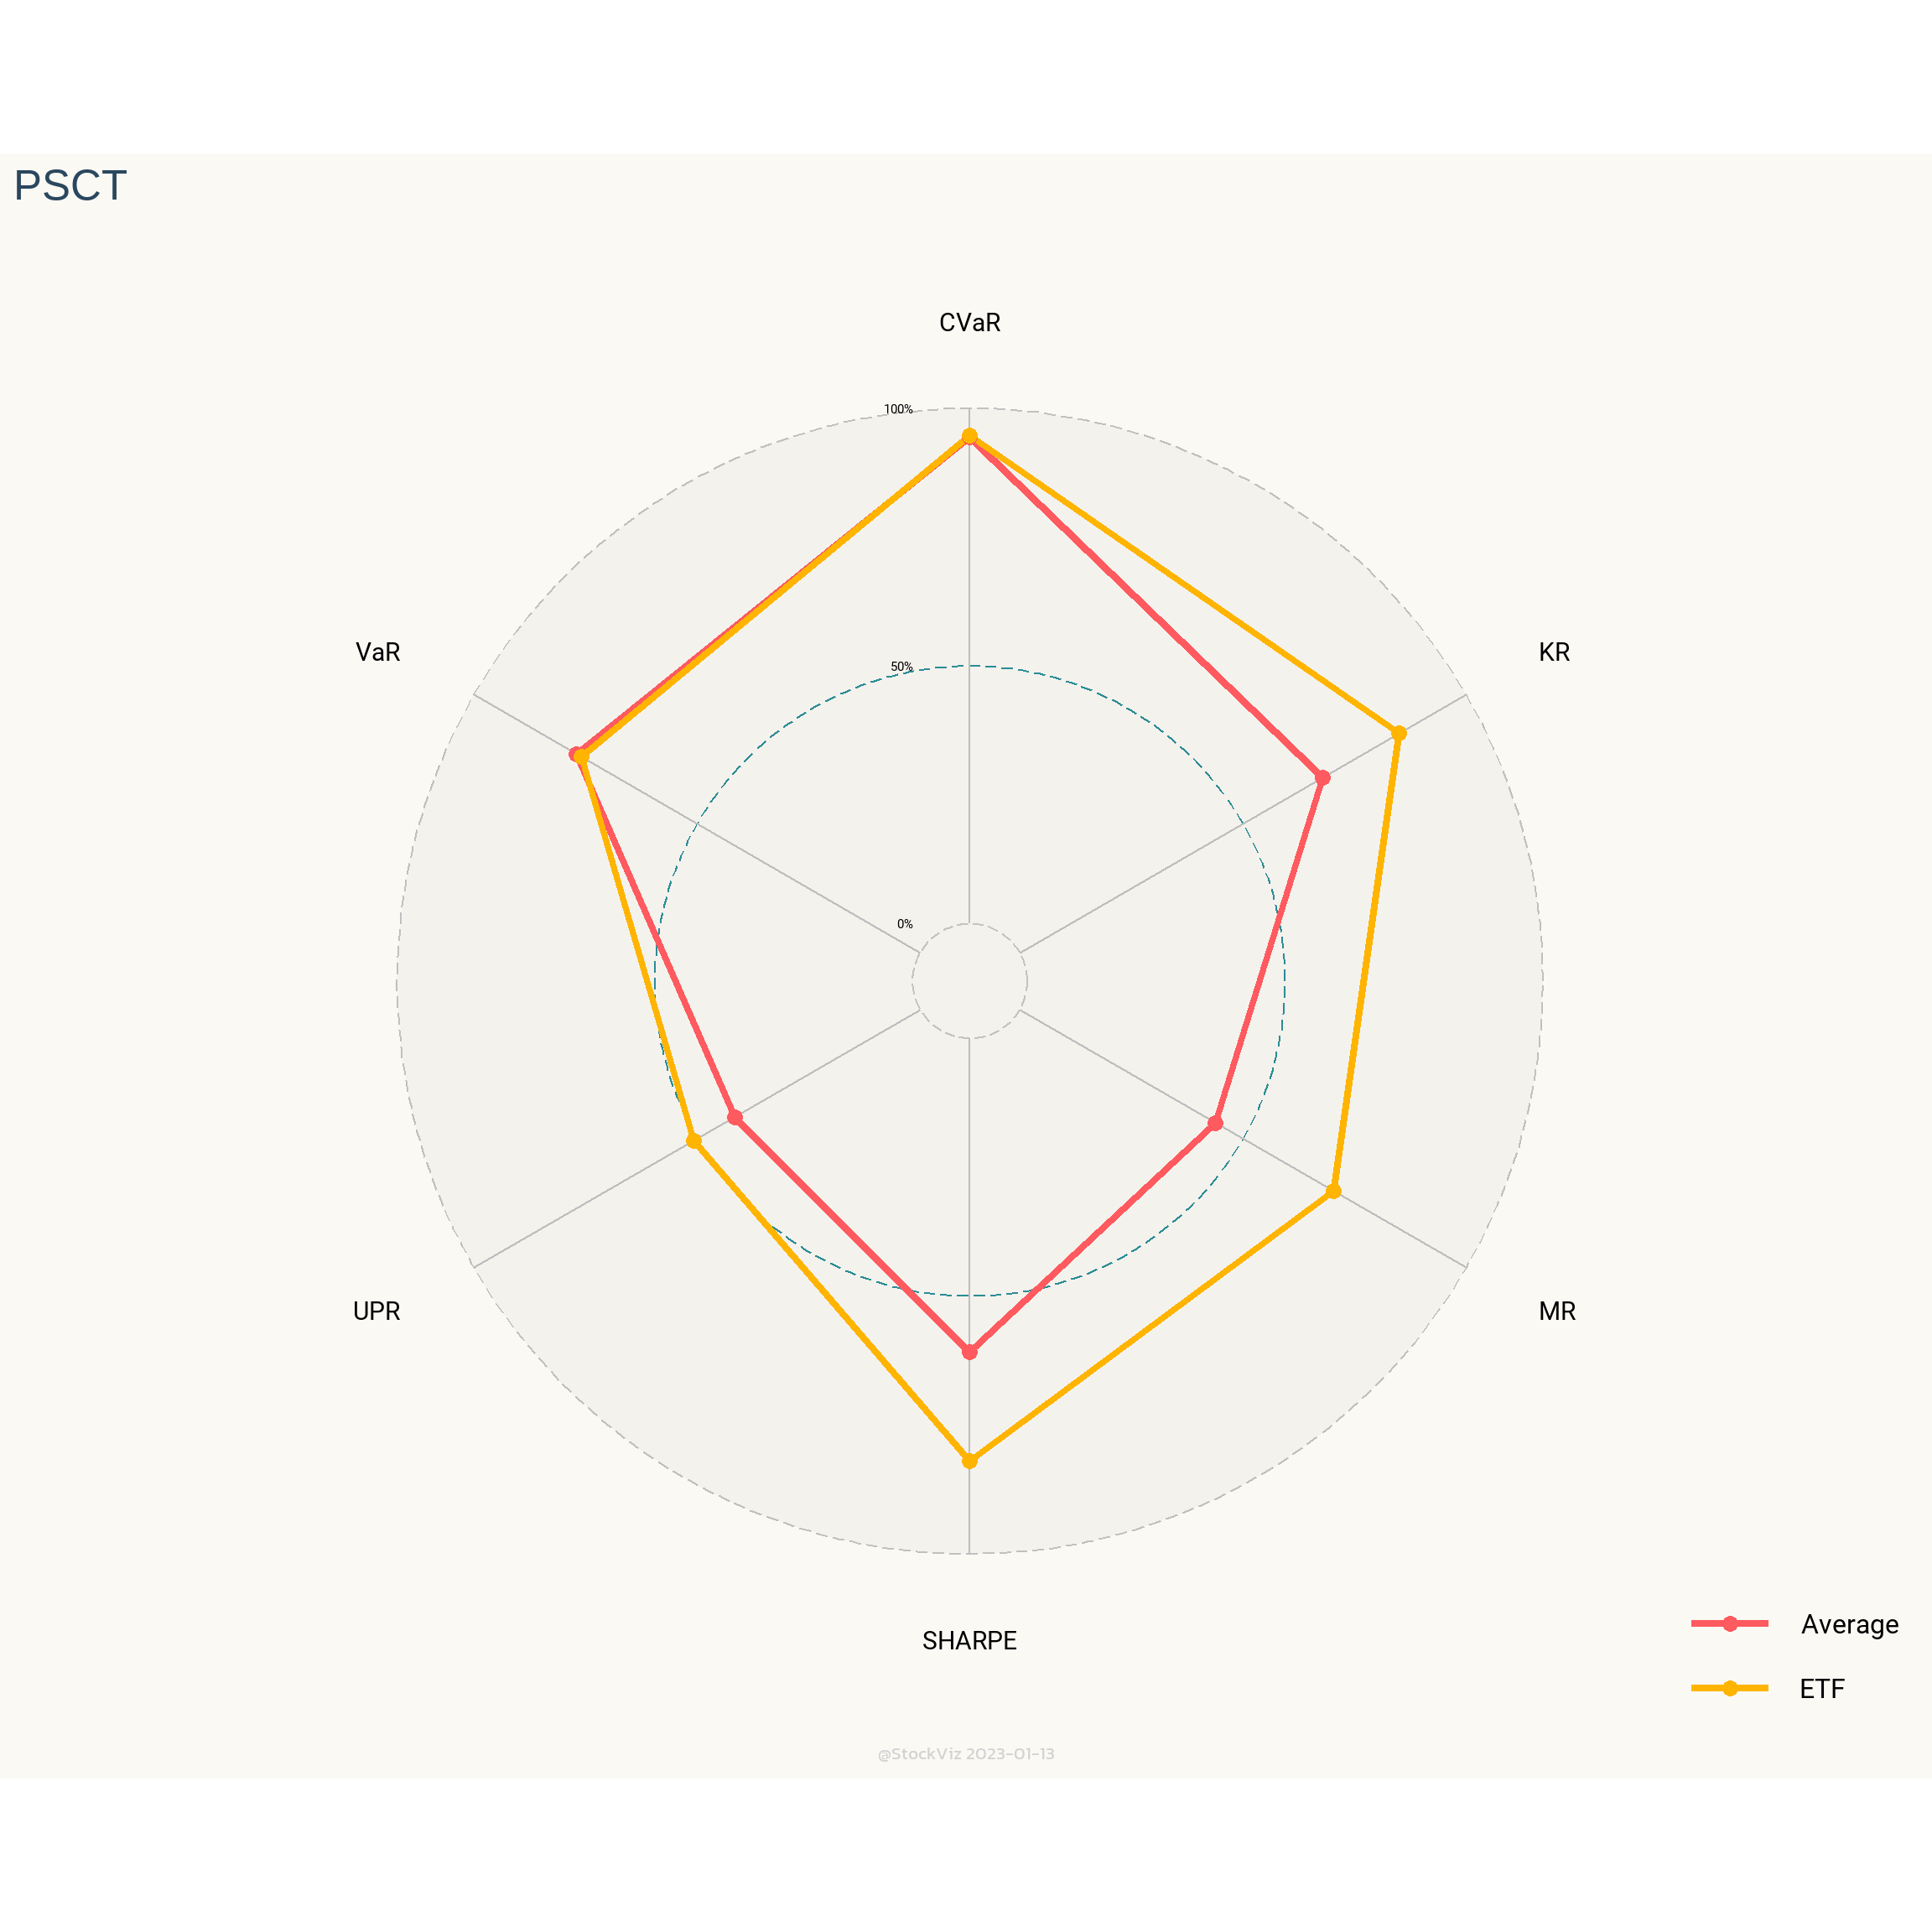 PSCT
CVaR
100%
VaR
KR
50%
0%
UPR
MR
SHARPE
Average
ETF
@StockViz 2023-01-13